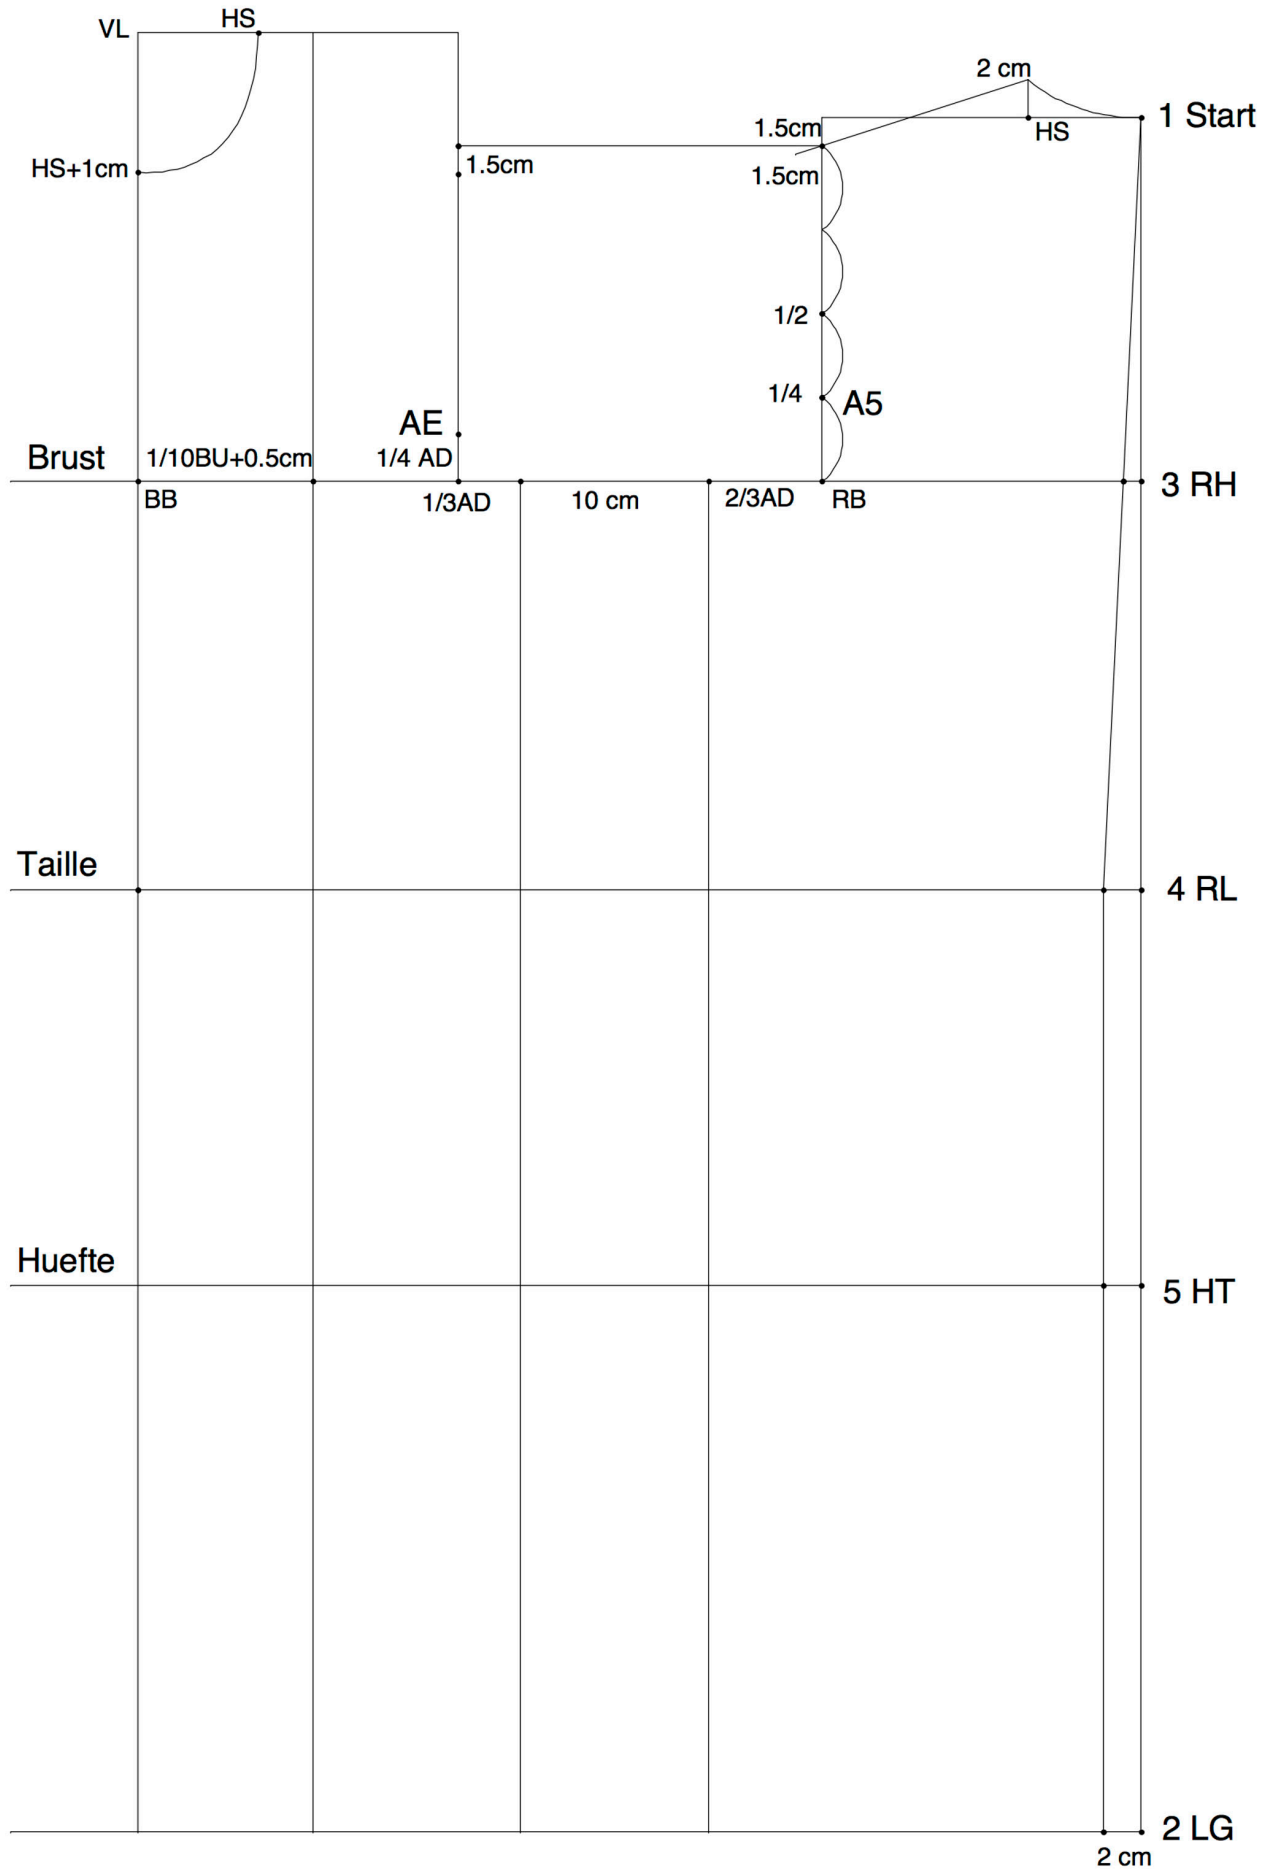 HS
VL
2 cm
1 Start
1.5cm
HS
HS+1cm
1.5cm
1.5cm
1/2
1/4
A5
AE
Brust
1/10BU+0.5cm
1/4 AD
3 RH
BB
1/3AD
10 cm
2/3AD
RB
Taille
4 RL
Huefte
5 HT
2 LG
2 cm